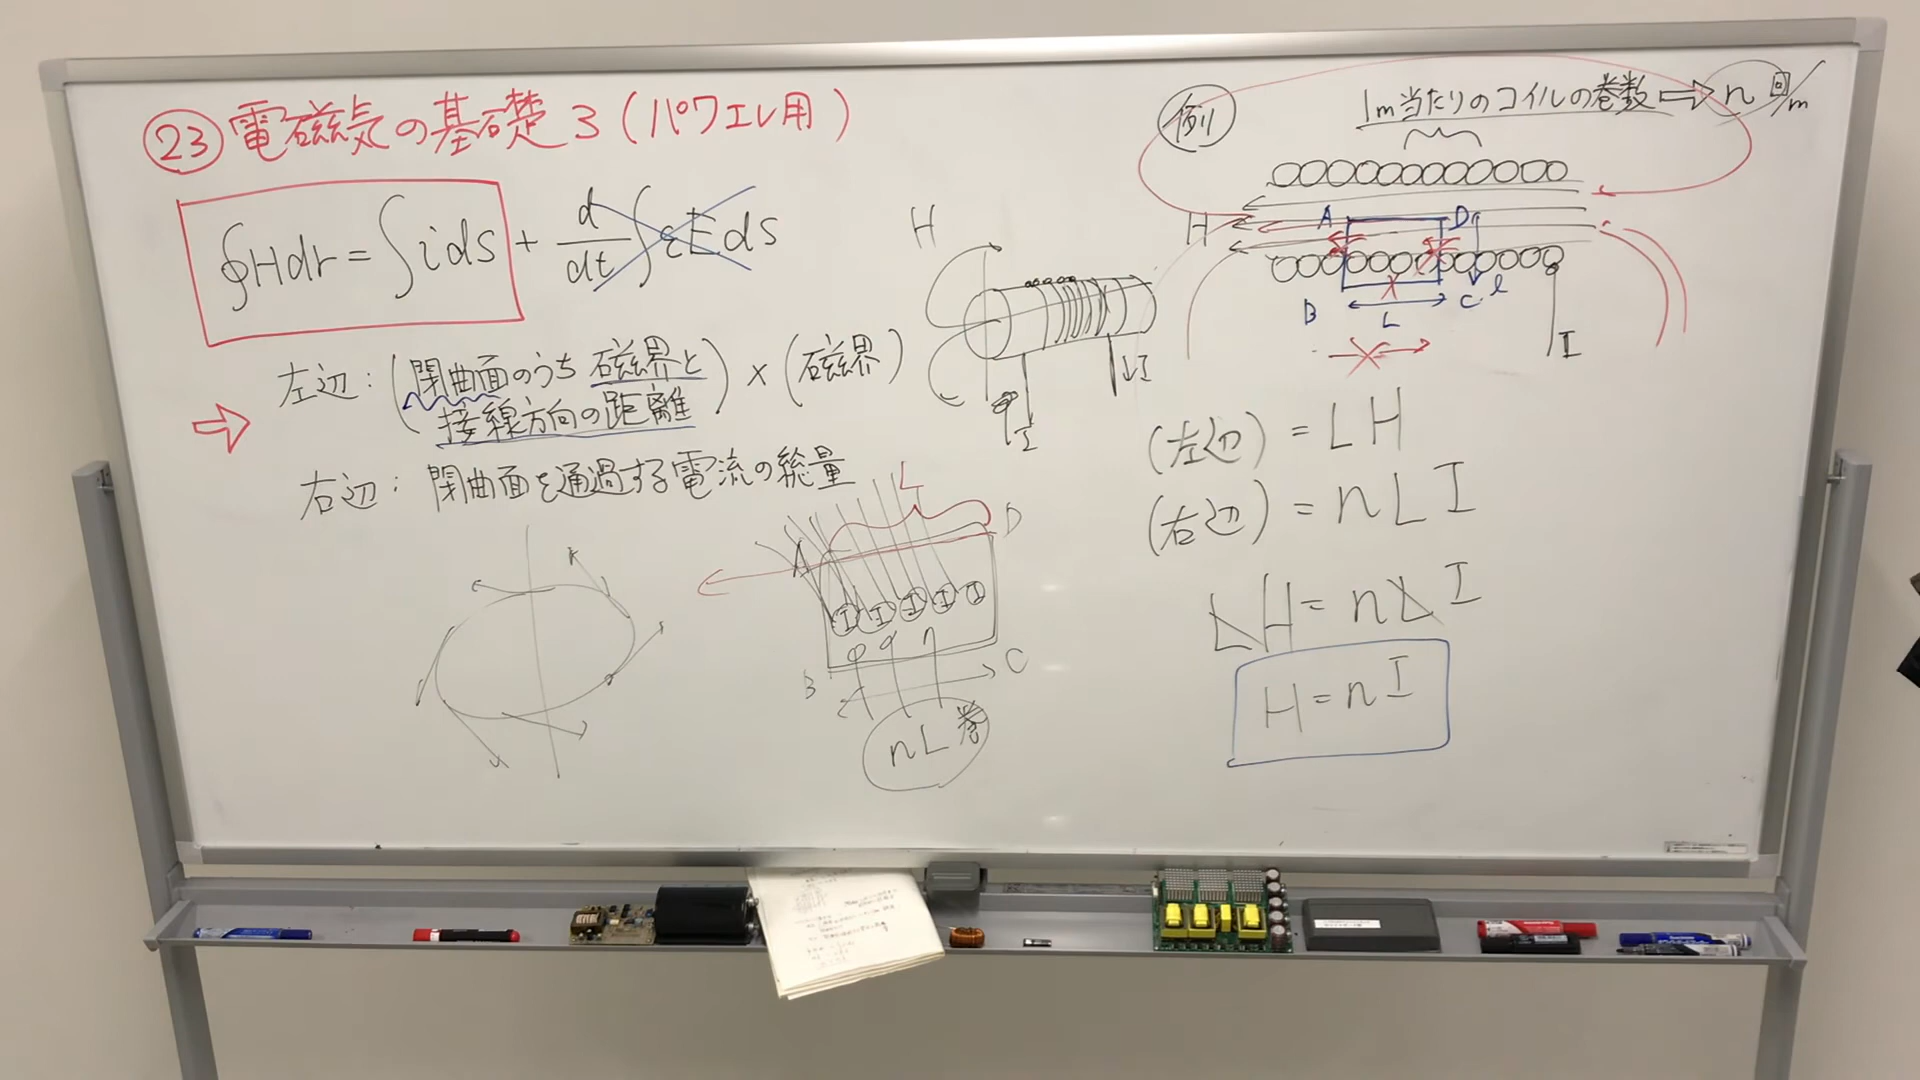 ㉓ 電磁気の基礎3（パワエレ用）
∮Hdr = ∫idS + d/dt ∫εEdS
左辺：（閉曲面のうち磁界と接線方向の距離）×（磁界）
右辺：閉曲面を通過する電流の総量
H
I
I
L
A
D
I I I I I
B
C
nL巻
例
1m当たりのコイルの巻数 ⇒ n 回/m
H
A
D
B
L
C
l
I
（左辺）= LH
（右辺）= nLI
LH = nLI
H = nI